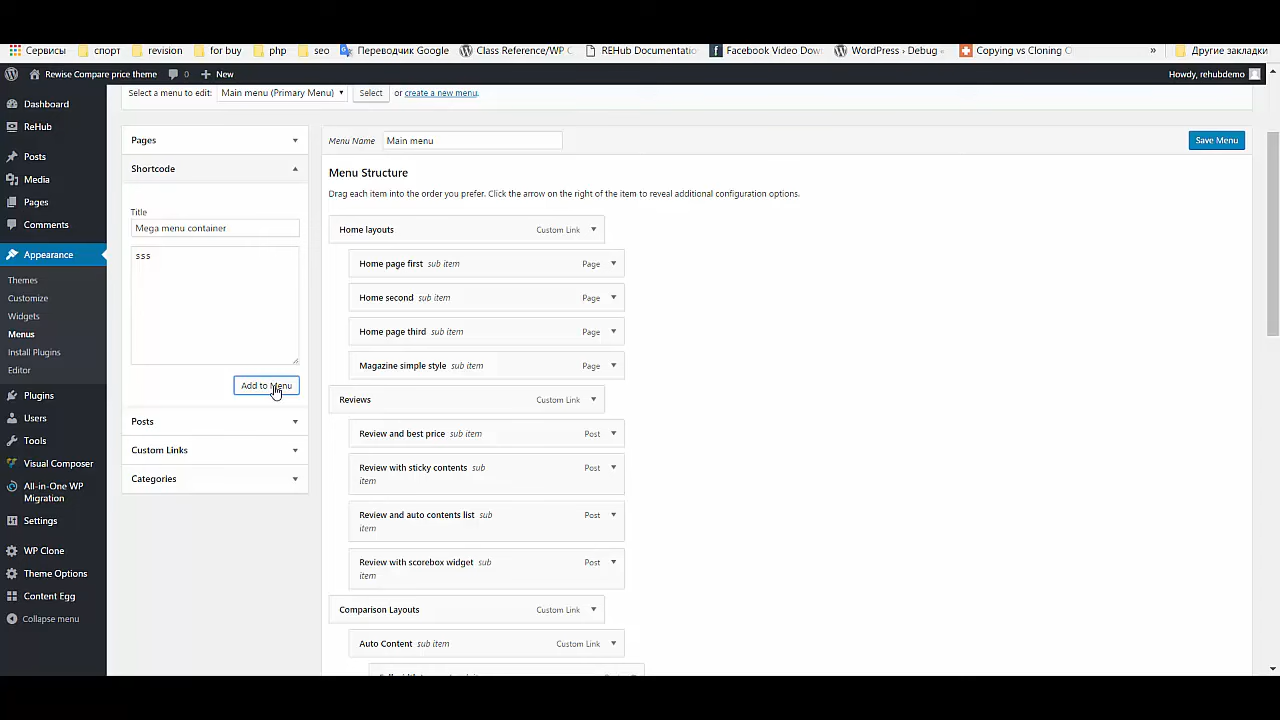 Сервисы спорт revision for buy php seo Переводчик Google Class Reference/WP C REHub Documentatio Facebook Video Dow WordPress › Debug « Copying vs Cloning C » Другие закладки
Rewise Compare price theme 0 New Howdy, rehubdemo
Select a menu to edit: Main menu (Primary Menu) Select or create a new menu.
Dashboard
ReHub
Posts
Media
Pages
Comments
Appearance
Themes
Customize
Widgets
Menus
Install Plugins
Editor
Plugins
Users
Tools
Visual Composer
All-in-One WP
Migration
Settings
WP Clone
Theme Options
Content Egg
Collapse menu
Pages
Shortcode
Title
Mega menu container
sss
Add to Menu
Posts
Custom Links
Categories
Menu Name Main menu Save Menu
Menu Structure
Drag each item into the order you prefer. Click the arrow on the right of the item to reveal additional configuration options.
Home layouts Custom Link
Home page first sub item Page
Home second sub item Page
Home page third sub item Page
Magazine simple style sub item Page
Reviews Custom Link
Review and best price sub item Post
Review with sticky contents sub Post
item
Review and auto contents list sub Post
item
Review with scorebox widget sub Post
item
Comparison Layouts Custom Link
Auto Content sub item Custom Link